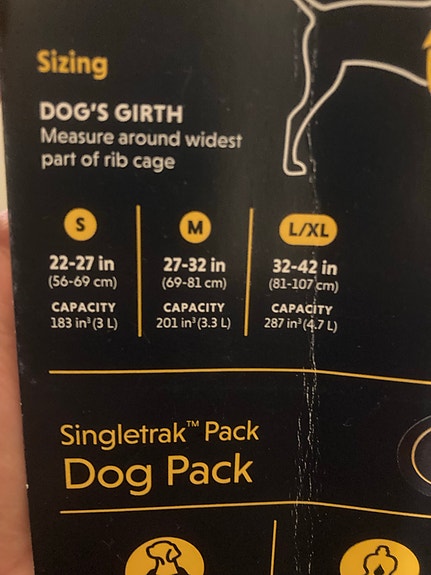 Sizing
DOG'S GIRTH
Measure around widest
part of rib cage
S
22-27 in
(56-69 cm)
CAPACITY
183 in³ (3 L)
M
27-32 in
(69-81 cm)
CAPACITY
201 in³ (3.3 L)
L/XL
32-42 in
(81-107 cm)
CAPACITY
287 in³ (4.7 L)
Singletrak™ Pack
Dog Pack